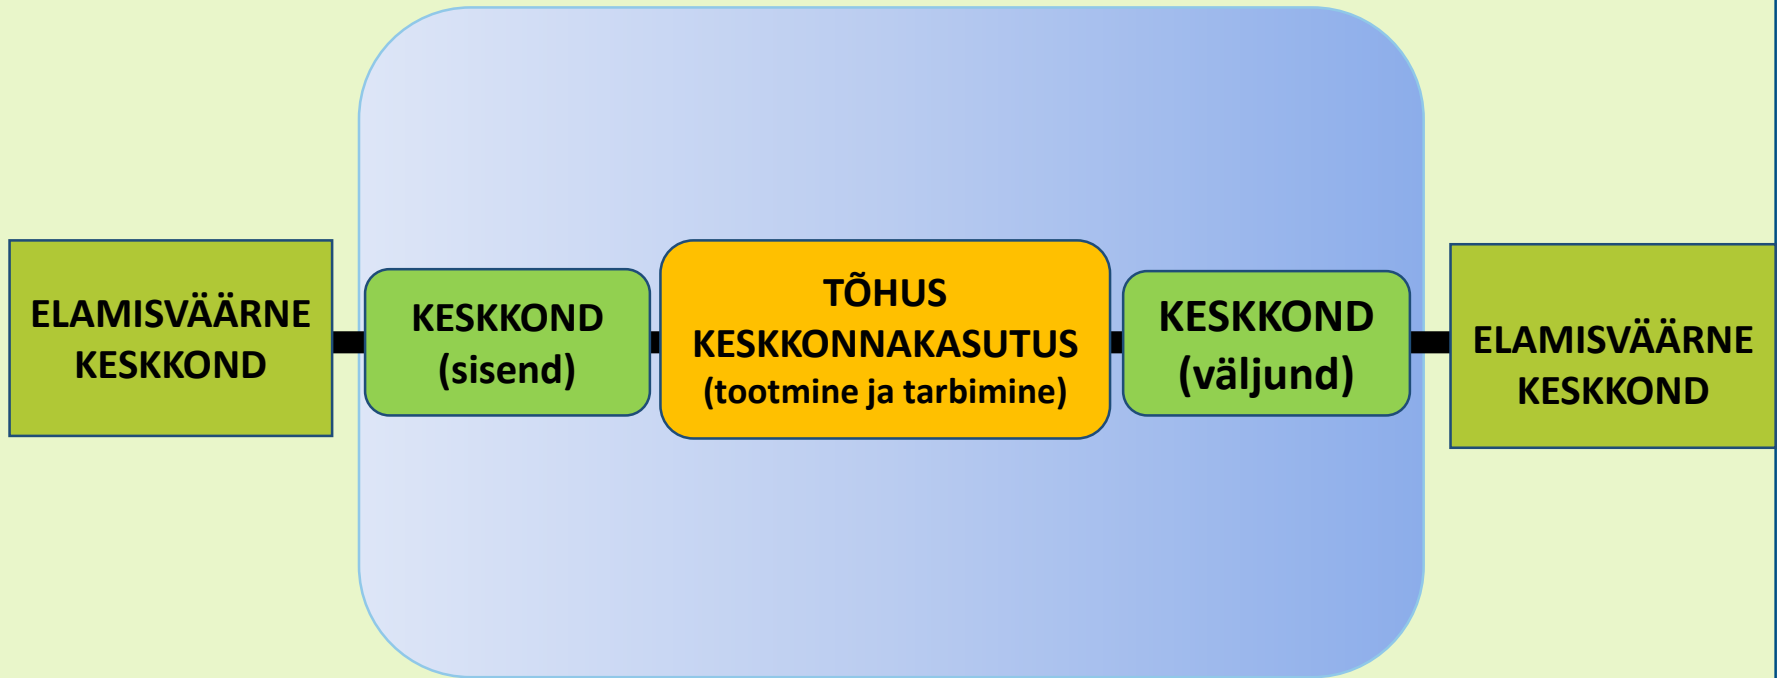 ELAMISVÄÄRNE
KESKKOND
KESKKOND
(sisend)
TÕHUS
KESKKONNAKASUTUS
(tootmine ja tarbimine)
KESKKOND
(väljund)
ELAMISVÄÄRNE
KESKKOND